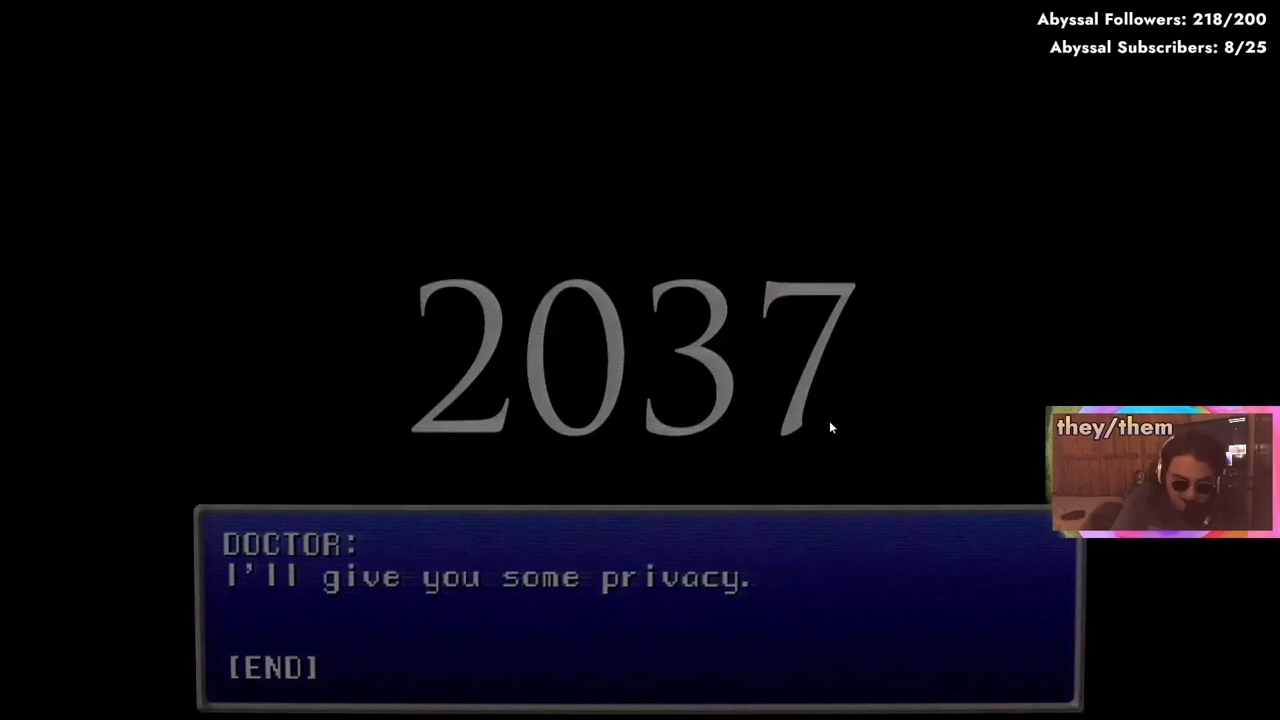 Abyssal Followers: 218/200
Abyssal Subscribers: 8/25
2037
they/them
DOCTOR:
I'll give you some privacy.
[END]